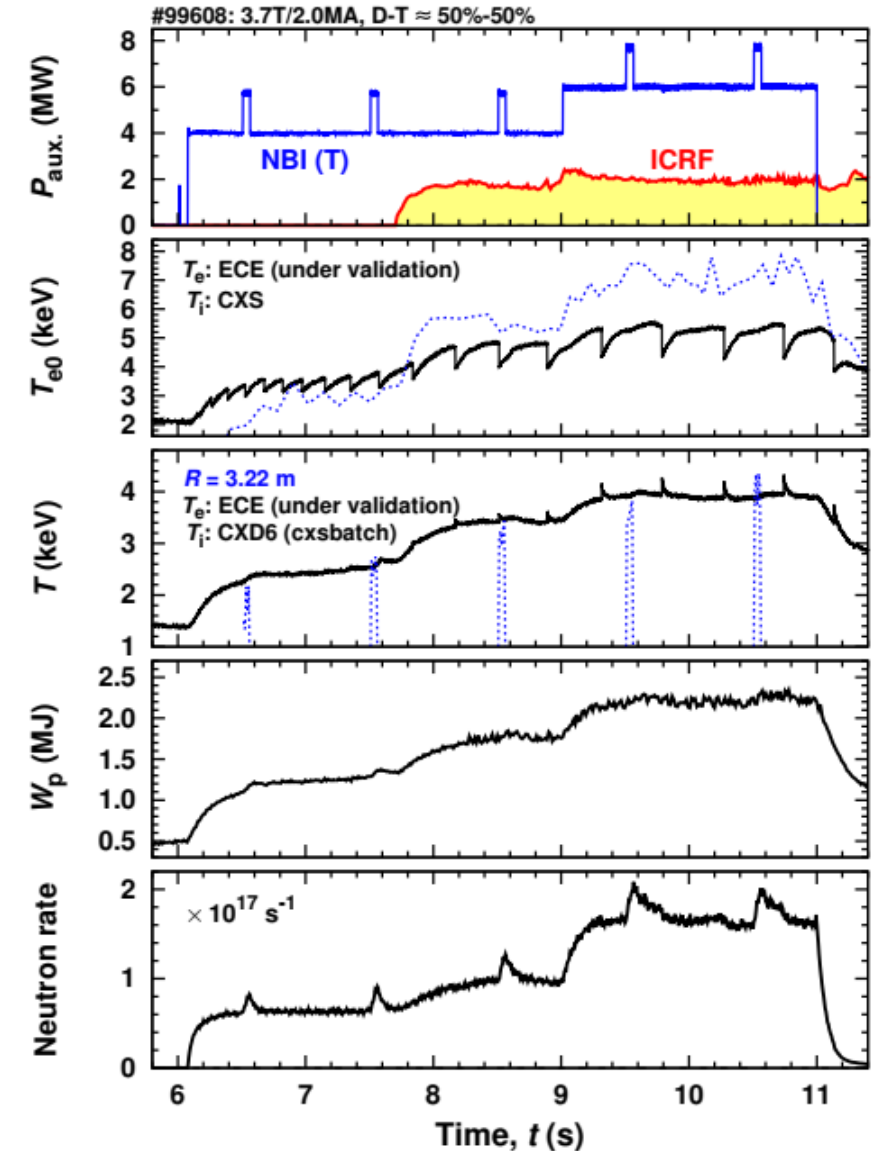 #99608: 3.7T/2.0MA, D-T ≈ 50%-50%
P_aux. (MW)
8
6
4
2
0
NBI (T)
ICRF
T_e0 (keV)
8
7
6
5
4
3
2
T_e: ECE (under validation)
T_i: CXS
T (keV)
4
3
2
1
R = 3.22 m
T_e: ECE (under validation)
T_i: CXD6 (cxsbatch)
W_p (MJ)
2.5
2.0
1.5
1.0
0.5
Neutron rate
2
1
0
× 10^17 s^-1
6 7 8 9 10 11
Time, t (s)